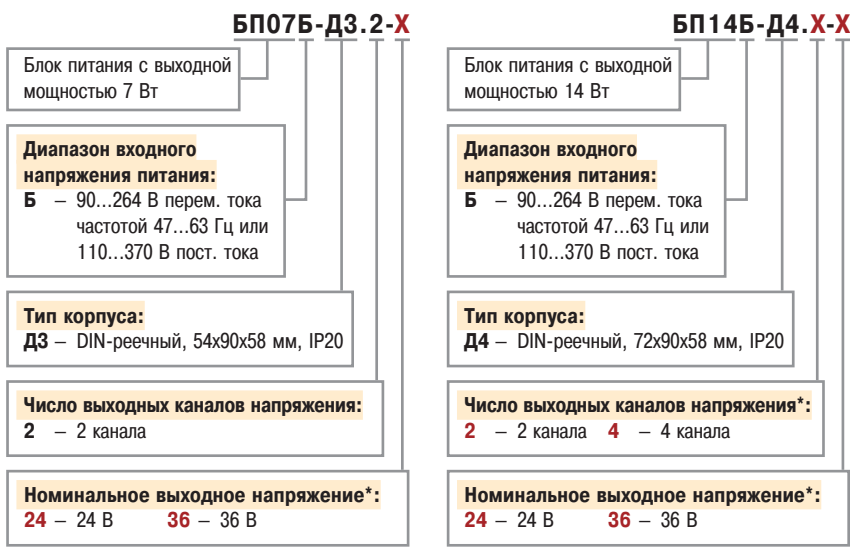 БП07Б-Д3.2-Х
Блок питания с выходной
мощностью 7 Вт
Диапазон входного
напряжения питания:
Б – 90...264 В перем. тока
частотой 47...63 Гц или
110...370 В пост. тока
Тип корпуса:
Д3 – DIN-реечный, 54х90х58 мм, IP20
Число выходных каналов напряжения:
2 – 2 канала
Номинальное выходное напряжение*:
24 – 24 В 36 – 36 В
БП14Б-Д4.Х-Х
Блок питания с выходной
мощностью 14 Вт
Диапазон входного
напряжения питания:
Б – 90...264 В перем. тока
частотой 47...63 Гц или
110...370 В пост. тока
Тип корпуса:
Д4 – DIN-реечный, 72х90х58 мм, IP20
Число выходных каналов напряжения*:
2 – 2 канала 4 – 4 канала
Номинальное выходное напряжение*:
24 – 24 В 36 – 36 В